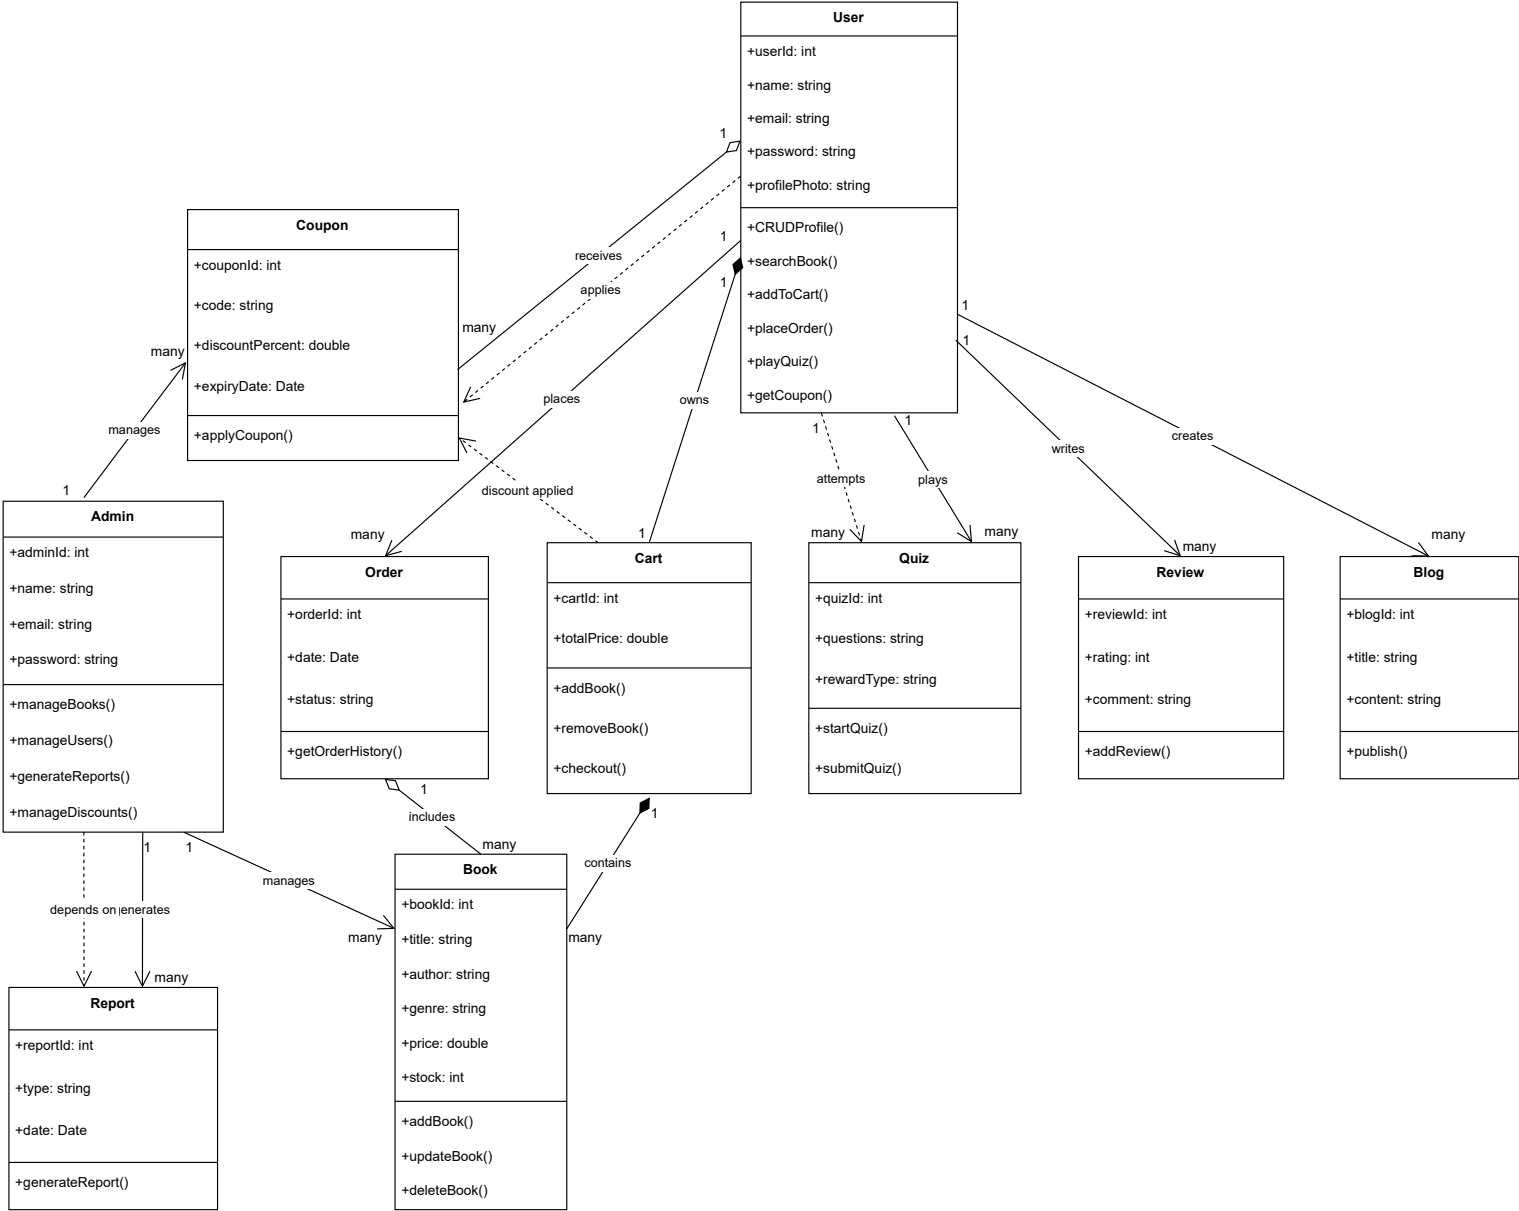 User
+userId: int
+name: string
+email: string
+password: string
+profilePhoto: string
+CRUDProfile()
+searchBook()
+addToCart()
+placeOrder()
+playQuiz()
+getCoupon()
1
receives
many
applies
1
places
many
1
owns
1
1
attempts
many
1
plays
many
1
writes
many
1
creates
many
Coupon
+couponId: int
+code: string
+discountPercent: double
+expiryDate: Date
+applyCoupon()
many
manages
1
discount applied
Admin
+adminId: int
+name: string
+email: string
+password: string
+manageBooks()
+manageUsers()
+generateReports()
+manageDiscounts()
Order
+orderId: int
+date: Date
+status: string
+getOrderHistory()
Cart
+cartId: int
+totalPrice: double
+addBook()
+removeBook()
+checkout()
Quiz
+quizId: int
+questions: string
+rewardType: string
+startQuiz()
+submitQuiz()
Review
+reviewId: int
+rating: int
+comment: string
+addReview()
Blog
+blogId: int
+title: string
+content: string
+publish()
1
includes
many
1
contains
many
1
manages
many
depends on
1
enerates
many
Book
+bookId: int
+title: string
+author: string
+genre: string
+price: double
+stock: int
+addBook()
+updateBook()
+deleteBook()
Report
+reportId: int
+type: string
+date: Date
+generateReport()